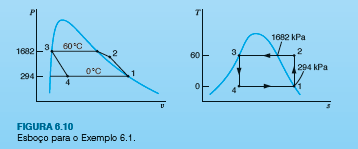 P
T
3
60 °C
1682
2
294
0 °C
1
4
υ
1682 kPa
60
3
2
294 kPa
0
4
1
s
FIGURA 6.10
Esboço para o Exemplo 6.1.